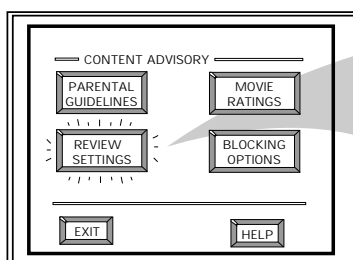 CONTENT ADVISORY
PARENTAL
GUIDELINES
MOVIE
RATINGS
REVIEW
SETTINGS
BLOCKING
OPTIONS
EXIT
HELP